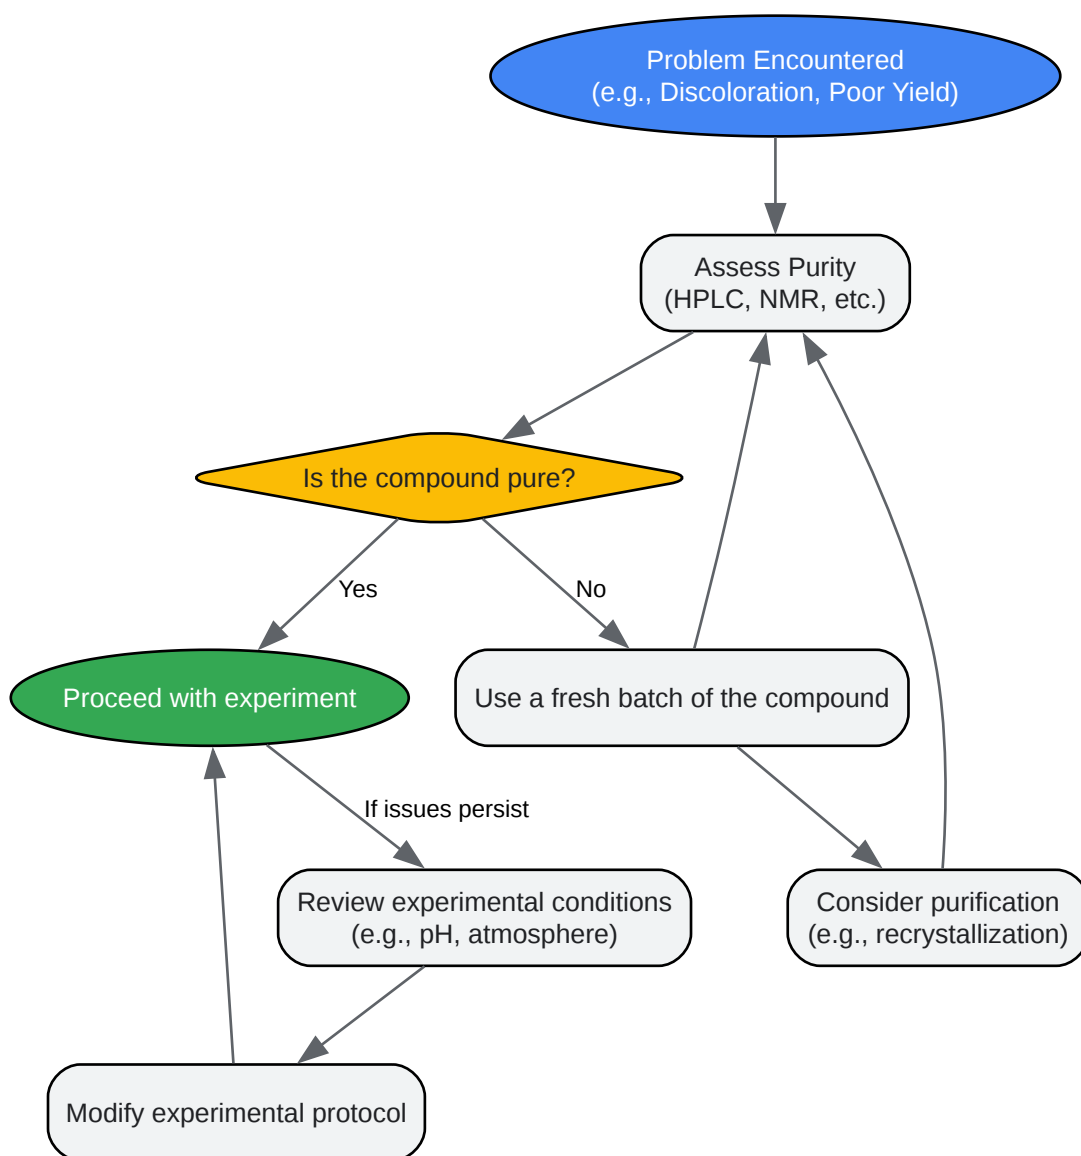 Problem Encountered
(e.g., Discoloration, Poor Yield)
Assess Purity
(HPLC, NMR, etc.)
Is the compound pure?
Yes
No
Proceed with experiment
Use a fresh batch of the compound
If issues persist
Review experimental conditions
(e.g., pH, atmosphere)
Consider purification
(e.g., recrystallization)
Modify experimental protocol